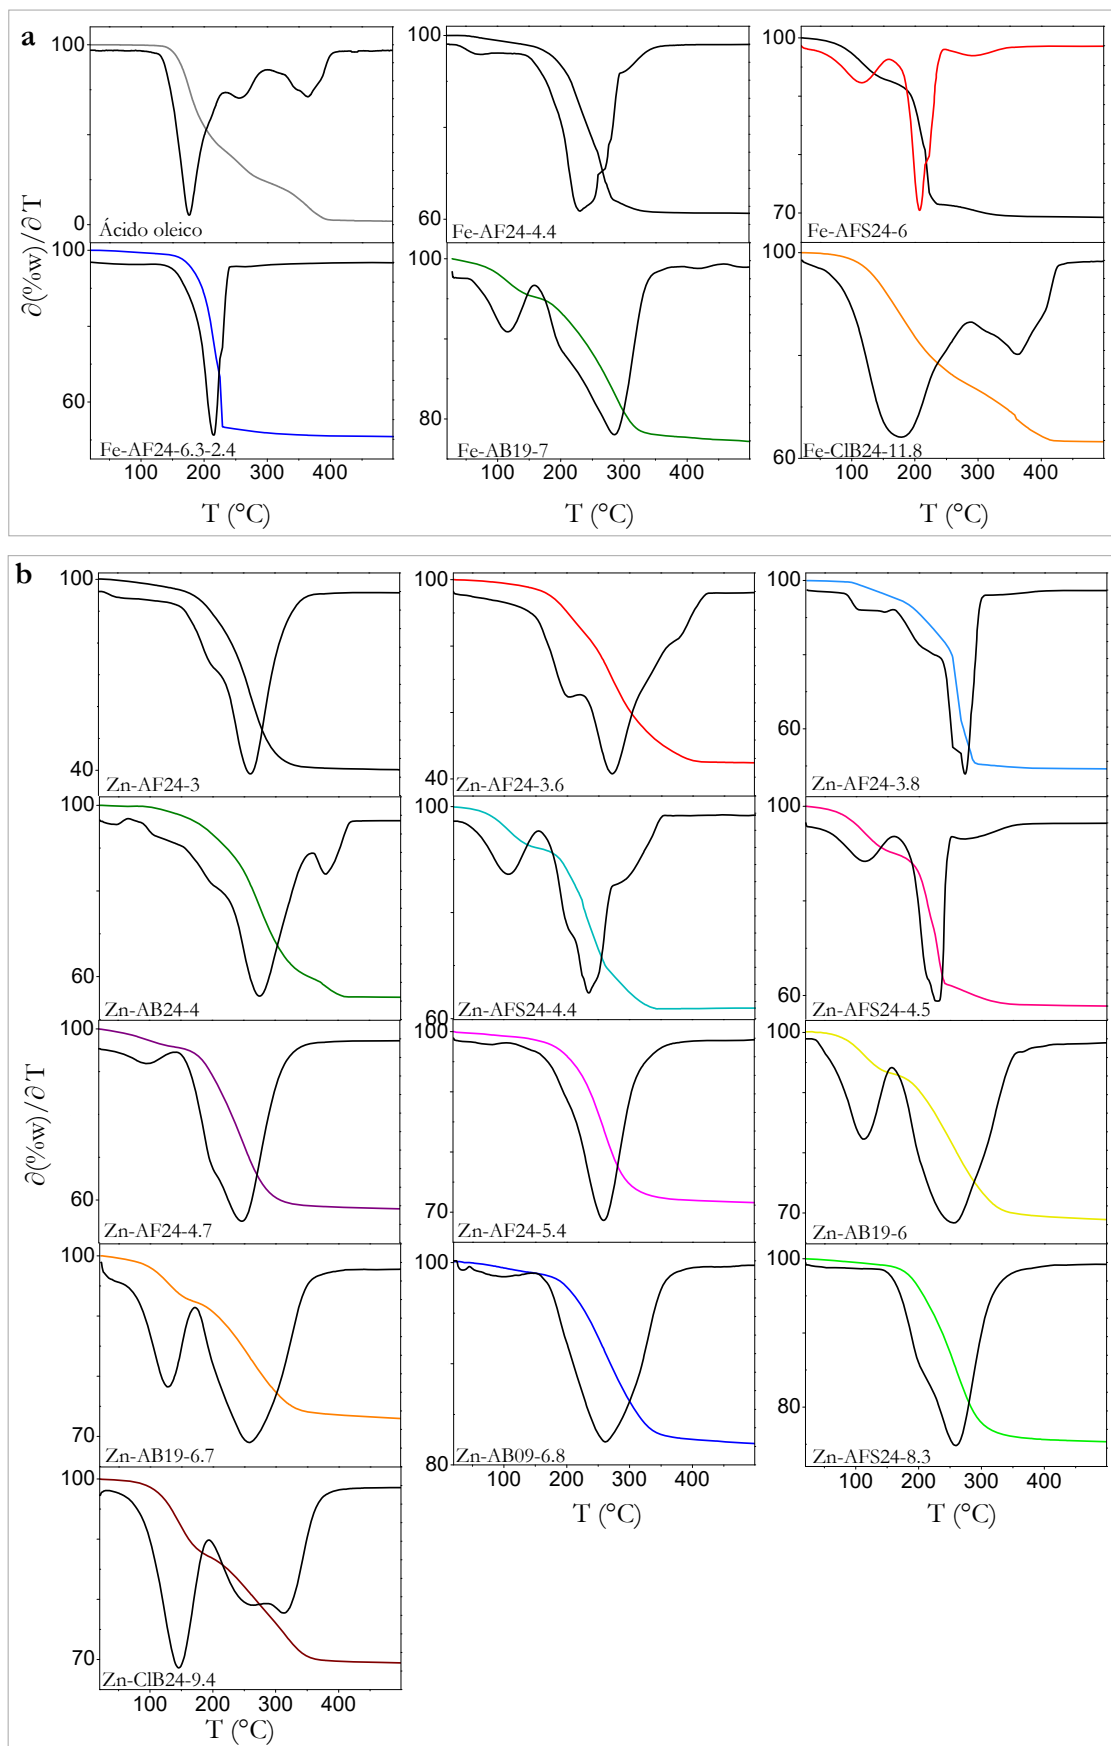 a
∂(%w)/∂T
100
0
Ácido oleico
100
60
Fe-AF24-4.4
100
70
Fe-AFS24-6
100
60
Fe-AF24-6.3-2.4
100
80
Fe-AB19-7
100
60
Fe-ClB24-11.8
100 200 300 400
100 200 300 400
100 200 300 400
T (°C)
T (°C)
T (°C)
b
∂(%w)/∂T
100
40
Zn-AF24-3
100
40
Zn-AF24-3.6
100
60
Zn-AF24-3.8
100
60
Zn-AB24-4
100
60
Zn-AFS24-4.4
100
60
Zn-AFS24-4.5
100
60
Zn-AF24-4.7
100
70
Zn-AF24-5.4
100
70
Zn-AB19-6
100
70
Zn-AB19-6.7
100
80
Zn-AB09-6.8
100
80
Zn-AFS24-8.3
100 200 300 400
100 200 300 400
T (°C)
T (°C)
100
70
Zn-ClB24-9.4
100 200 300 400
T (°C)